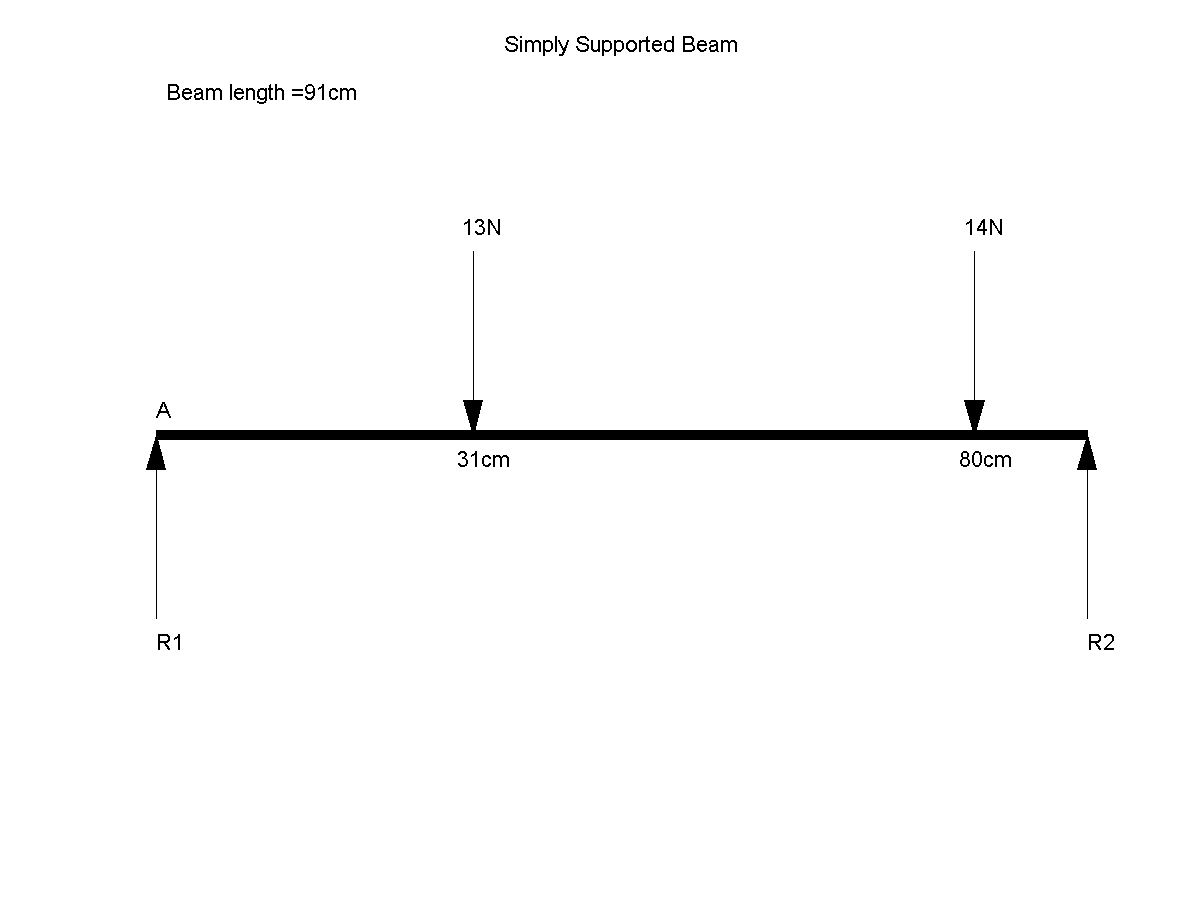 Simply Supported Beam
Beam length =91cm
13N
14N
A
31cm
80cm
R1
R2